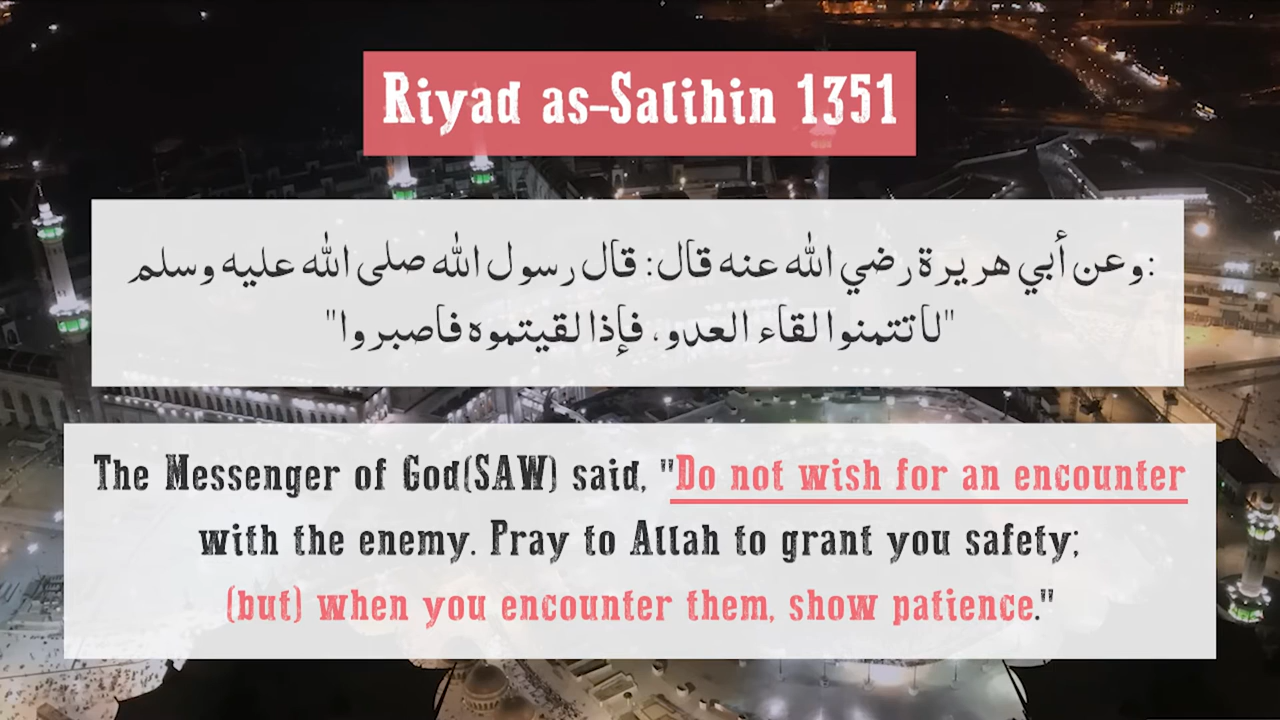 Riyad as-Salihin 1351
وعن أبي هريرة رضي الله عنه قال: قال رسول الله صلى الله عليه وسلم:
"لا تتمنوا لقاء العدو، فإذا لقيتموه فاصبروا"
The Messenger of God(SAW) said, "Do not wish for an encounter
with the enemy. Pray to Allah to grant you safety;
(but) when you encounter them, show patience."